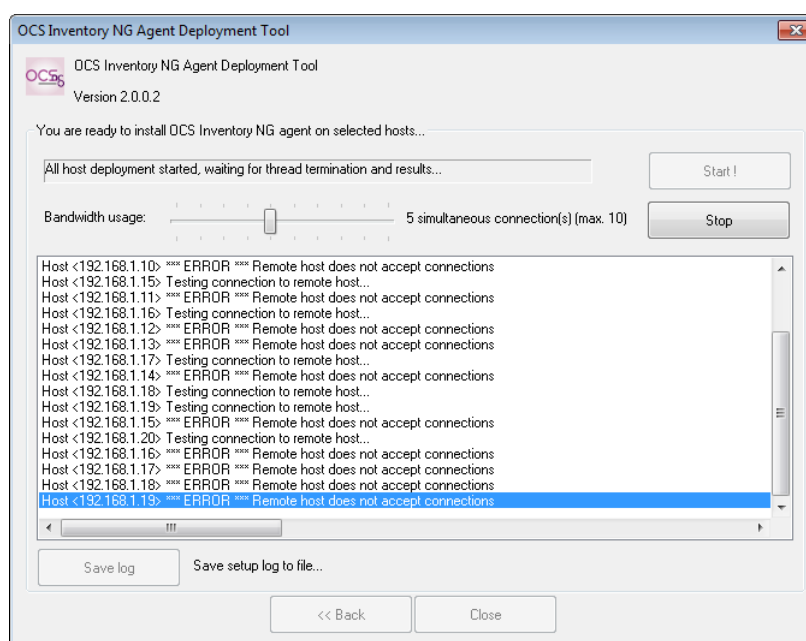 OCS Inventory NG Agent Deployment Tool
OCS Inventory NG Agent Deployment Tool
Version 2.0.0.2
You are ready to install OCS Inventory NG agent on selected hosts...
All host deployment started, waiting for thread termination and results...
Start !
Bandwidth usage:
5 simultaneous connection(s) (max. 10)
Stop
Host <192.168.1.10> *** ERROR *** Remote host does not accept connections
Host <192.168.1.15> Testing connection to remote host...
Host <192.168.1.11> *** ERROR *** Remote host does not accept connections
Host <192.168.1.16> Testing connection to remote host...
Host <192.168.1.12> *** ERROR *** Remote host does not accept connections
Host <192.168.1.13> *** ERROR *** Remote host does not accept connections
Host <192.168.1.17> Testing connection to remote host...
Host <192.168.1.14> *** ERROR *** Remote host does not accept connections
Host <192.168.1.18> Testing connection to remote host...
Host <192.168.1.19> Testing connection to remote host...
Host <192.168.1.15> *** ERROR *** Remote host does not accept connections
Host <192.168.1.20> Testing connection to remote host...
Host <192.168.1.16> *** ERROR *** Remote host does not accept connections
Host <192.168.1.17> *** ERROR *** Remote host does not accept connections
Host <192.168.1.18> *** ERROR *** Remote host does not accept connections
Host <192.168.1.19> *** ERROR *** Remote host does not accept connections
Save log
Save setup log to file...
<< Back
Close